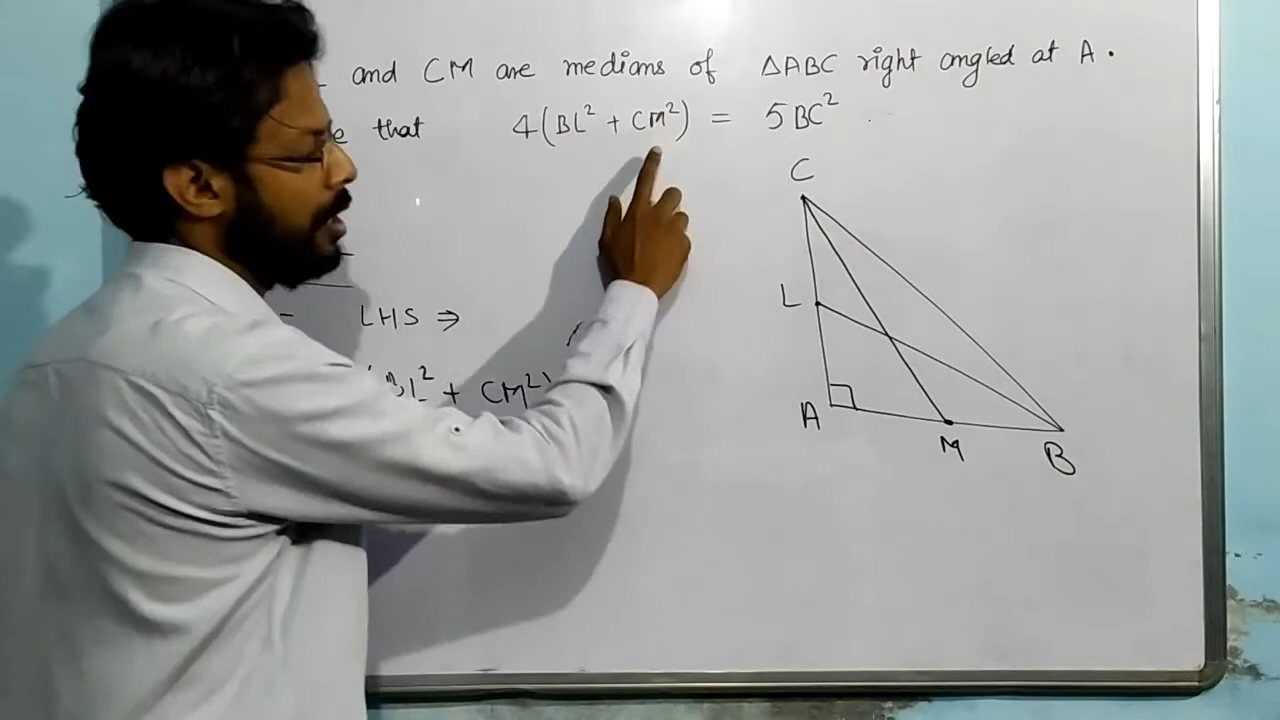 and CM are medians of ΔABC right angled at A.
that 4(BL² + CM²) = 5BC²
C
LHS ⇒
L
BL² + CM²)
A
M
B